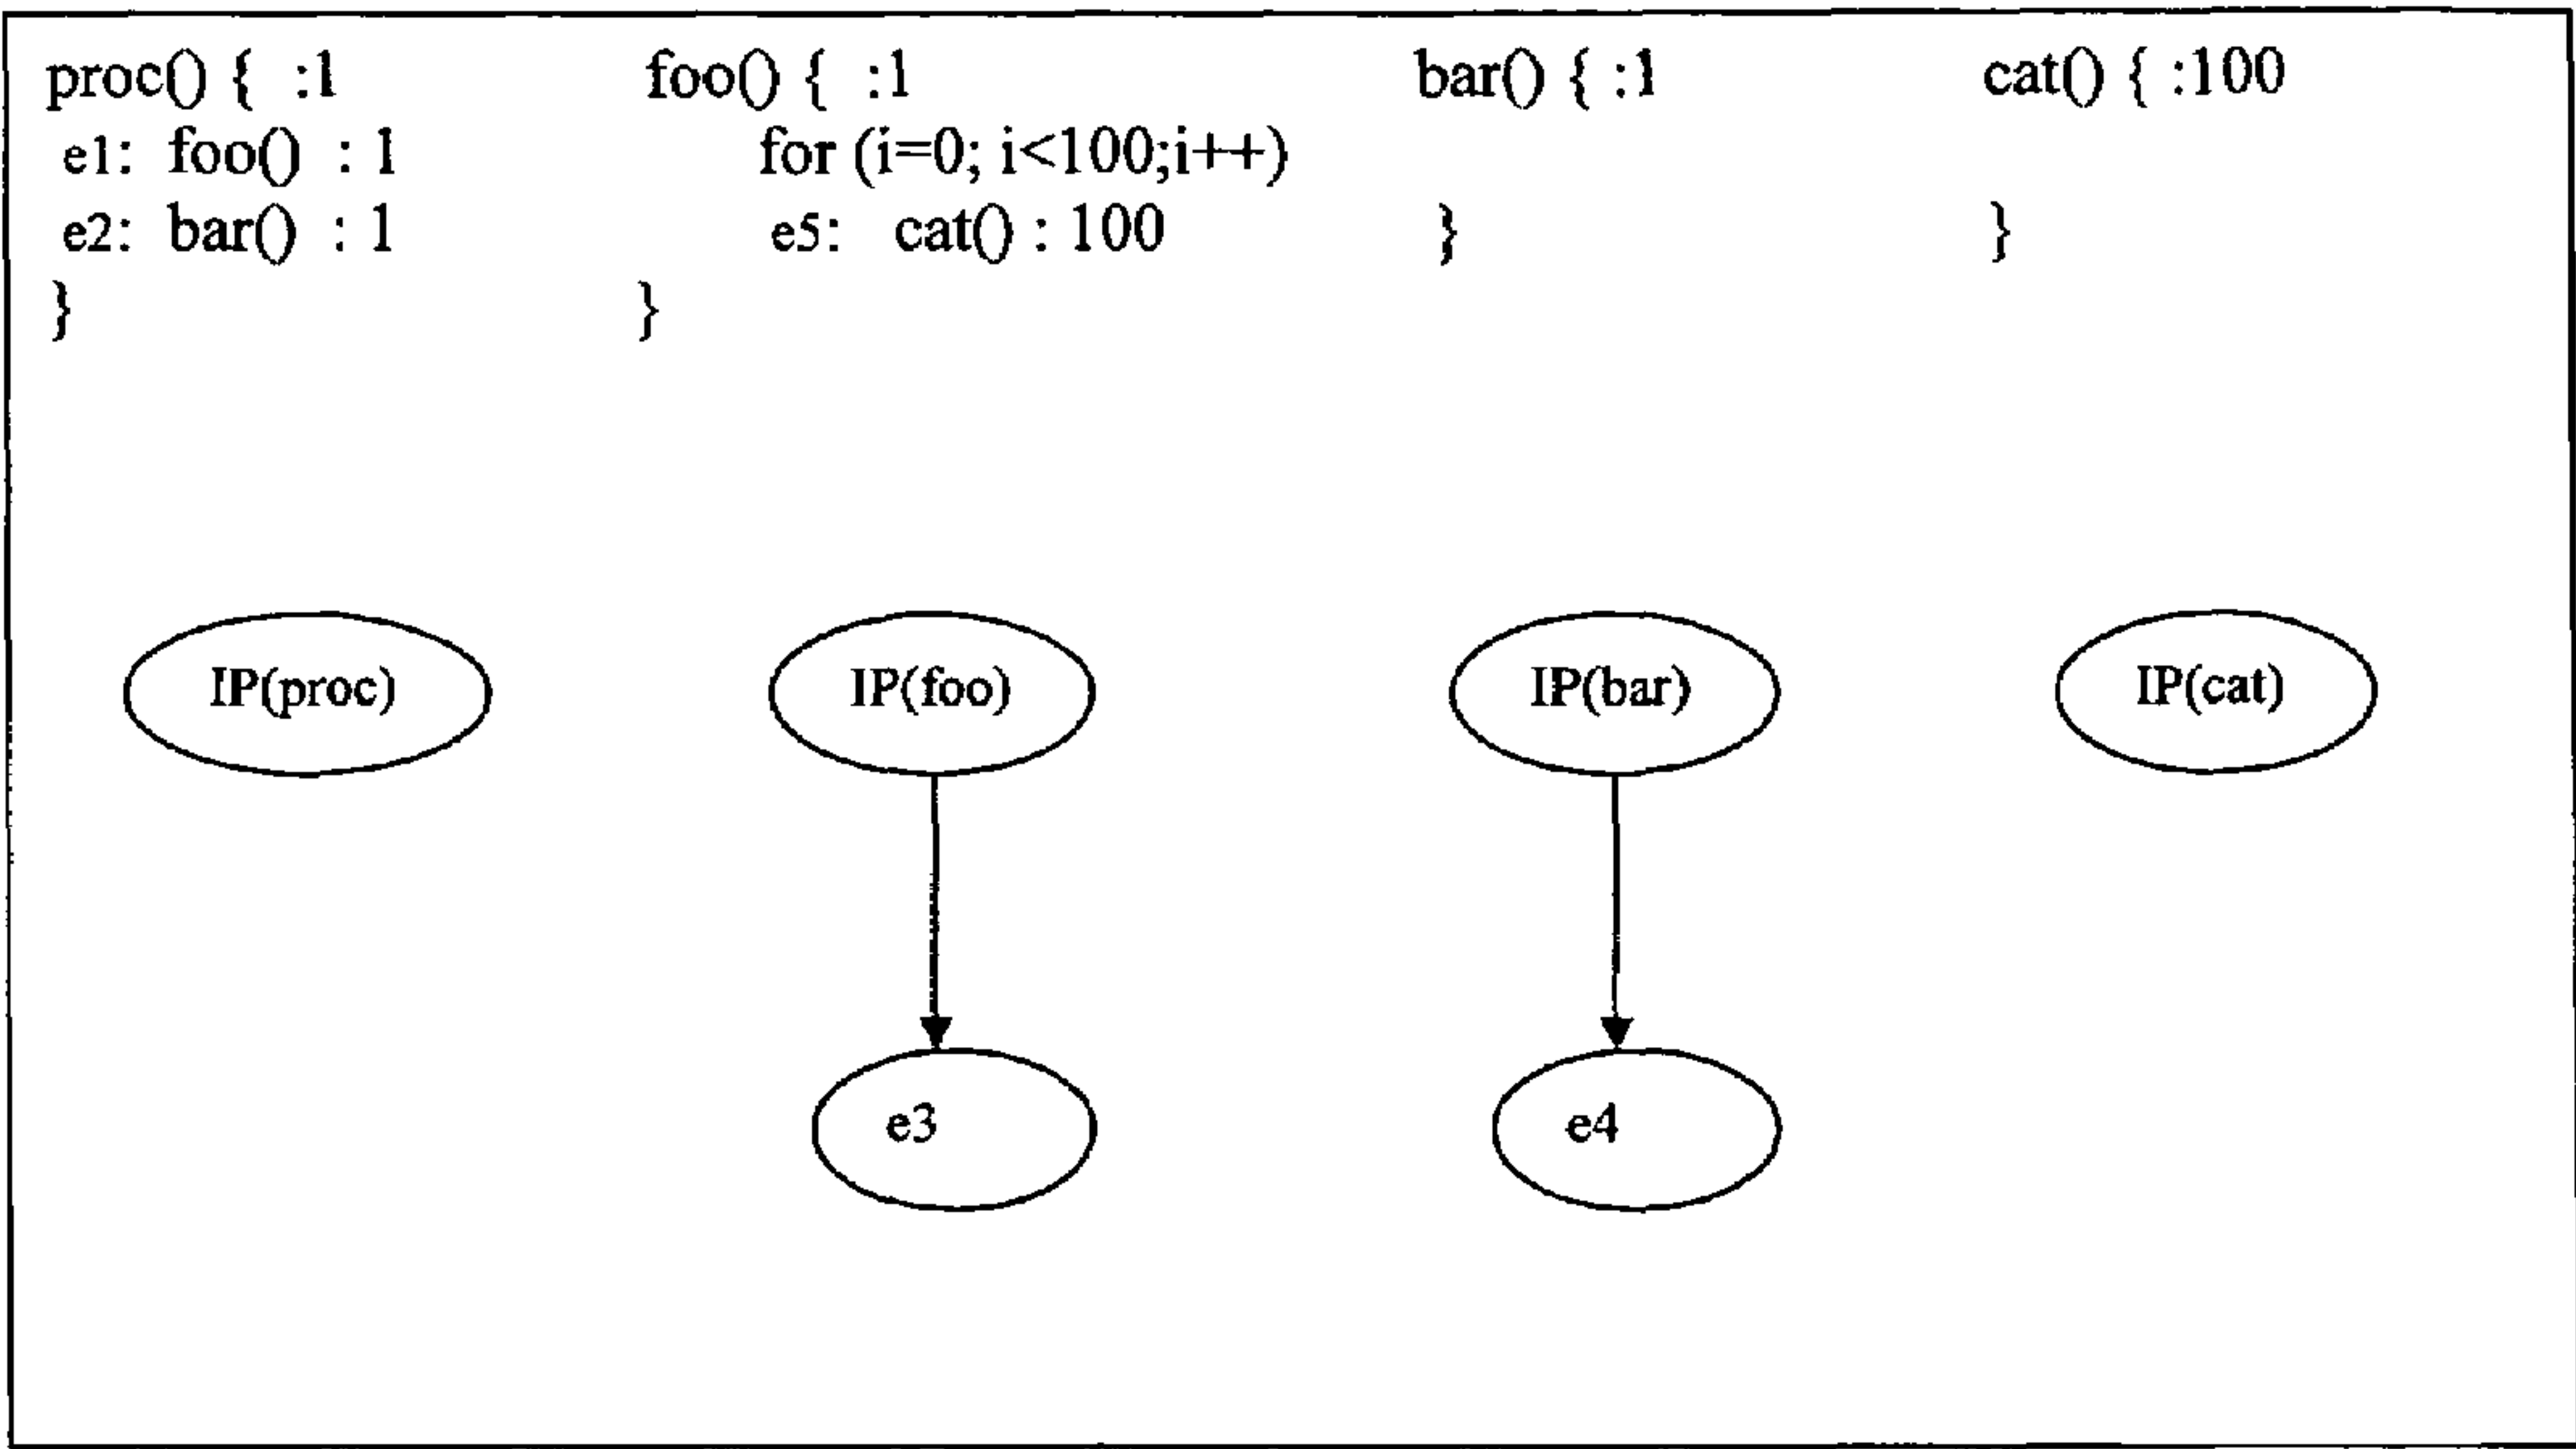 proc() {  :1
e1:  foo()  : 1
e2:  bar()  : 1
}
foo() {  :1
for (i=0; i<100;i++)
e5:   cat() : 100
}
bar() { :1
}
cat() { :100
}
IP(proc)
IP(foo)
IP(bar)
IP(cat)
e3
e4